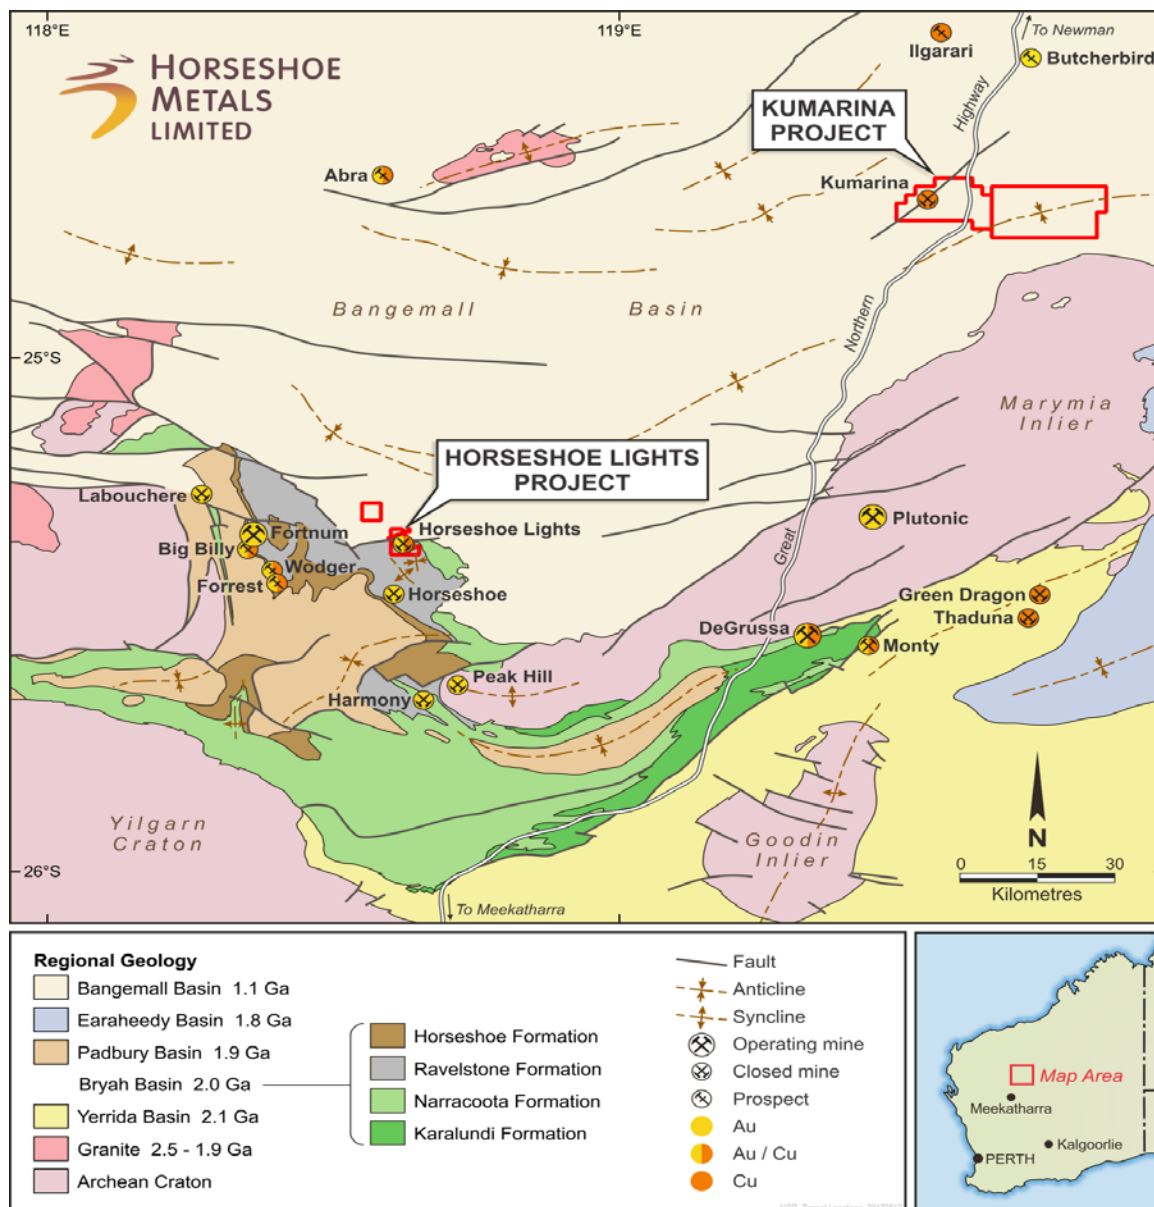 118°E
119°E
To Newman
Ilgarari
Butcherbird
HORSESHOE
METALS
LIMITED
KUMARINA
PROJECT
Highway
Abra
Kumarina
Bangemall Basin
Northern
25°S
Marymia
Inlier
HORSESHOE LIGHTS
PROJECT
Labouchere
Horseshoe Lights
Fortnum
Plutonic
Big Billy
Wodger
Great
Forrest
Horseshoe
Green Dragon
Thaduna
DeGrussa
Monty
Peak Hill
Harmony
Yilgarn
Craton
Goodin
Inlier
N
26°S
0 15 30
Kilometres
To Meekatharra
Regional Geology
Bangemall Basin 1.1 Ga
Earaheedy Basin 1.8 Ga
Padbury Basin 1.9 Ga
Bryah Basin 2.0 Ga
Yerrida Basin 2.1 Ga
Granite 2.5 - 1.9 Ga
Archean Craton
Horseshoe Formation
Ravelstone Formation
Narracoota Formation
Karalundi Formation
Fault
Anticline
Syncline
Operating mine
Closed mine
Prospect
Au
Au / Cu
Cu
Map Area
Meekatharra
Kalgoorlie
PERTH